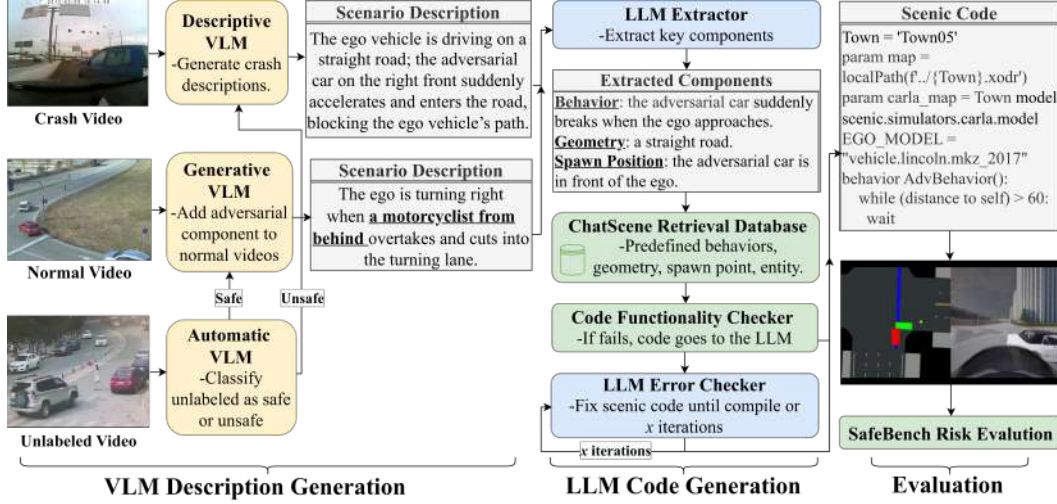 Crash Video
Normal Video
Unlabeled Video
Descriptive
VLM
-Generate crash
descriptions.
Generative
VLM
-Add adversarial
component to
normal videos
Safe
Unsafe
Automatic
VLM
-Classify
unlabeled as safe
or unsafe
Scenario Description
The ego vehicle is driving on a
straight road; the adversarial
car on the right front suddenly
accelerates and enters the road,
blocking the ego vehicle's path.
Scenario Description
The ego is turning right
when a motorcyclist from
behind overtakes and cuts into
the turning lane.
VLM Description Generation
LLM Extractor
-Extract key components
Extracted Components
Behavior: the adversarial car suddenly
breaks when the ego approaches.
Geometry: a straight road.
Spawn Position: the adversarial car is
in front of the ego.
ChatScene Retrieval Database
-Predefined behaviors,
geometry, spawn point, entity.
Code Functionality Checker
-If fails, code goes to the LLM
LLM Error Checker
-Fix scenic code until compile or
x iterations
x iterations
LLM Code Generation
Scenic Code
Town = 'Town05'
param map =
localPath(f'../{Town}.xodr')
param carla_map = Town model
scenic.simulators.carla.model
EGO_MODEL =
"vehicle.lincoln.mkz_2017"
behavior AdvBehavior():
while (distance to self) > 60:
wait
SafeBench Risk Evalution
Evaluation